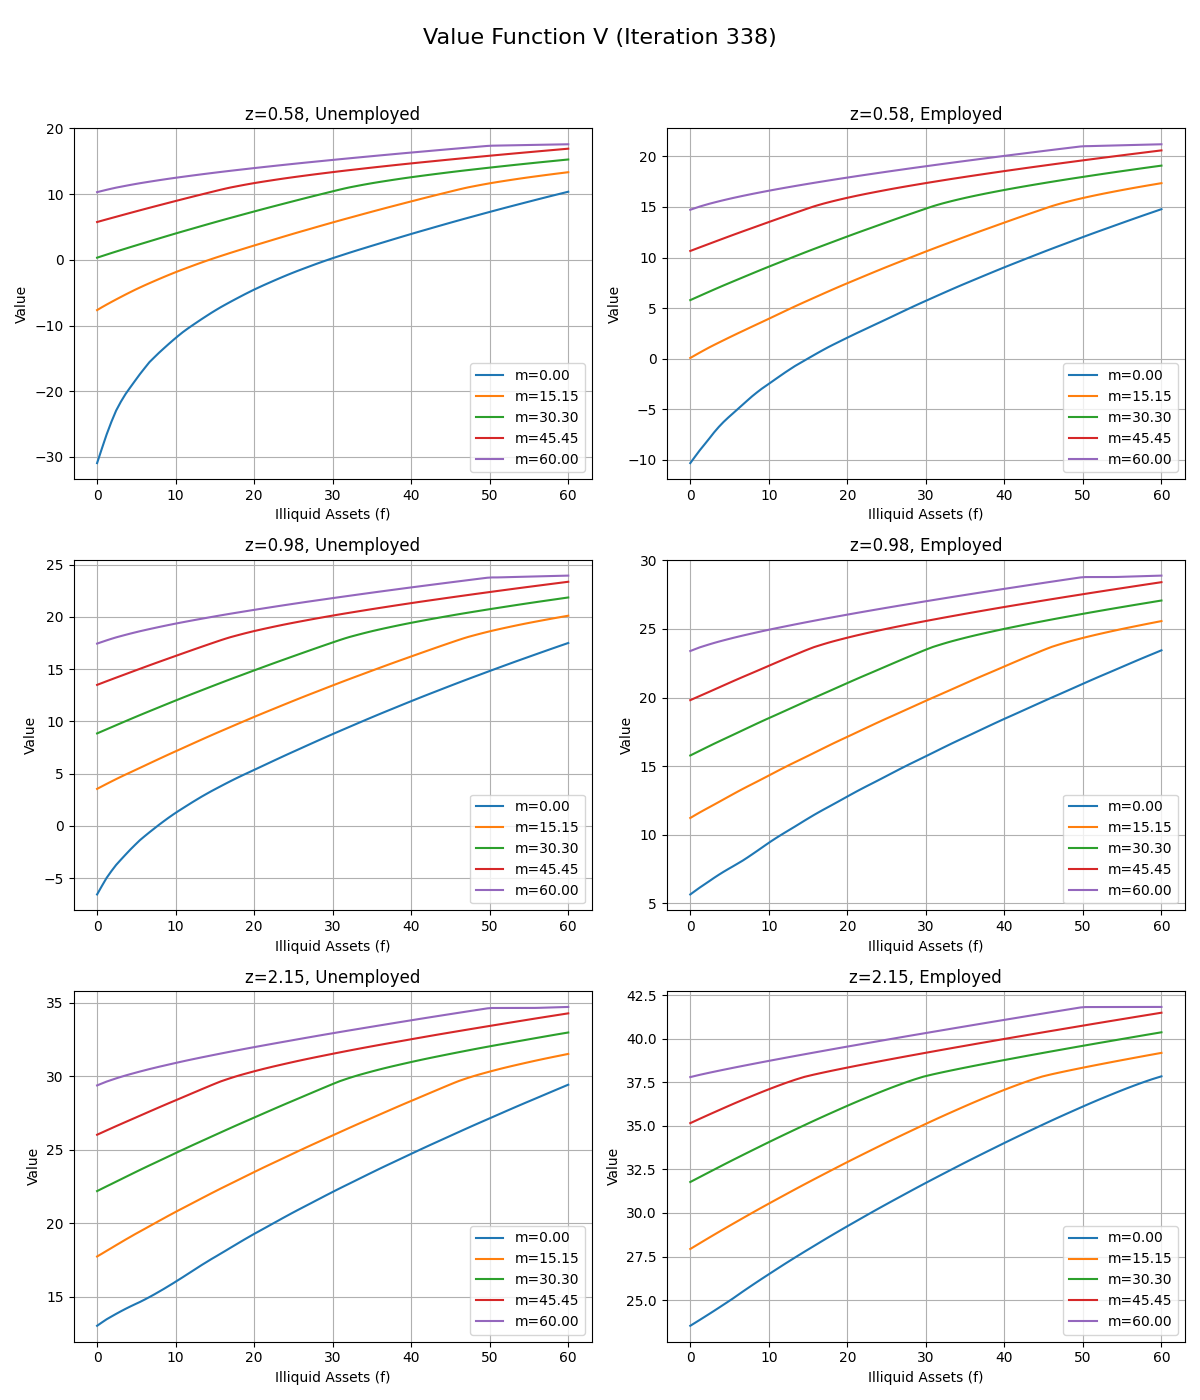 Value Function V (Iteration 338)
z=0.58, Unemployed
20
10
0
−10
−20
−30
Value
0 10 20 30 40 50 60
Illiquid Assets (f)
m=0.00
m=15.15
m=30.30
m=45.45
m=60.00
z=0.58, Employed
20
15
10
5
0
−5
−10
Value
0 10 20 30 40 50 60
Illiquid Assets (f)
m=0.00
m=15.15
m=30.30
m=45.45
m=60.00
z=0.98, Unemployed
25
20
15
10
5
0
−5
Value
0 10 20 30 40 50 60
Illiquid Assets (f)
m=0.00
m=15.15
m=30.30
m=45.45
m=60.00
z=0.98, Employed
30
25
20
15
10
5
Value
0 10 20 30 40 50 60
Illiquid Assets (f)
m=0.00
m=15.15
m=30.30
m=45.45
m=60.00
z=2.15, Unemployed
35
30
25
20
15
Value
0 10 20 30 40 50 60
Illiquid Assets (f)
m=0.00
m=15.15
m=30.30
m=45.45
m=60.00
z=2.15, Employed
42.5
40.0
37.5
35.0
32.5
30.0
27.5
25.0
Value
0 10 20 30 40 50 60
Illiquid Assets (f)
m=0.00
m=15.15
m=30.30
m=45.45
m=60.00